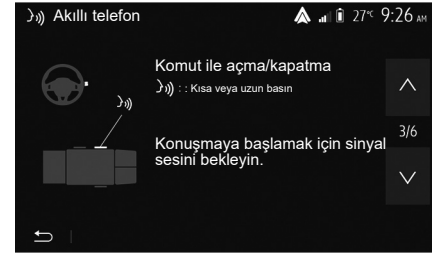 Akıllı telefon
27°C 9:26 AM
Komut ile açma/kapatma
: : Kısa veya uzun basın
3/6
Konuşmaya başlamak için sinyal
sesini bekleyin.